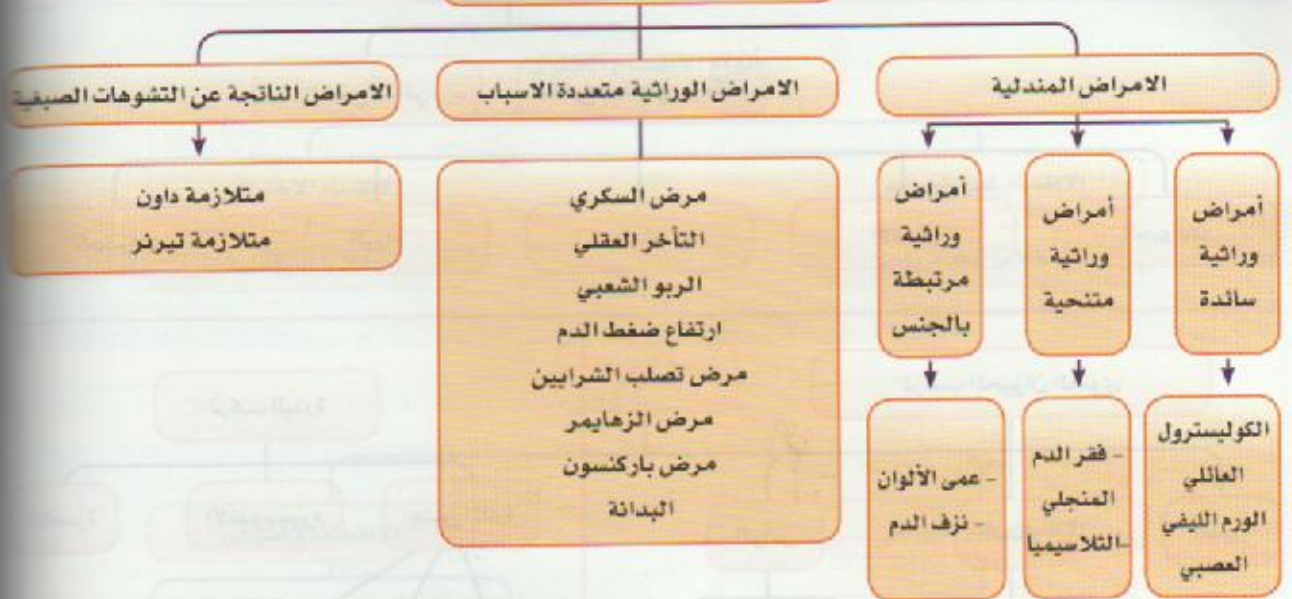 الامراض المندلية
الامراض الوراثية متعددة الاسباب
الامراض الناتجة عن التشوهات الصبغية
أمراض
وراثية
سائدة
أمراض
وراثية
متنحية
أمراض
وراثية
مرتبطة
بالجنس
مرض السكري
التأخر العقلي
الربو الشعبي
ارتفاع ضغط الدم
مرض تصلب الشرايين
مرض الزهايمر
مرض باركنسون
البدانة
متلازمة داون
متلازمة تيرنر
الكوليسترول
العائلي
الورم الليفي
العصبي
- فقر الدم
المنجلي
-الثلاسيميا
- عمى الألوان
- نزف الدم